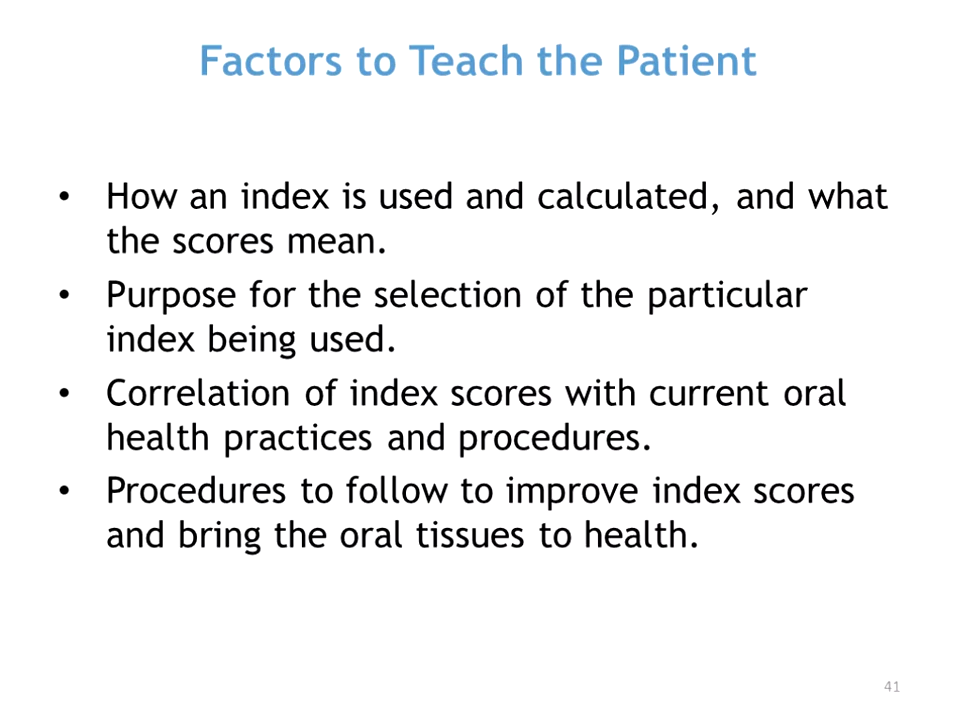 Factors to Teach the Patient
• How an index is used and calculated, and what
the scores mean.
• Purpose for the selection of the particular
index being used.
• Correlation of index scores with current oral
health practices and procedures.
• Procedures to follow to improve index scores
and bring the oral tissues to health.
41